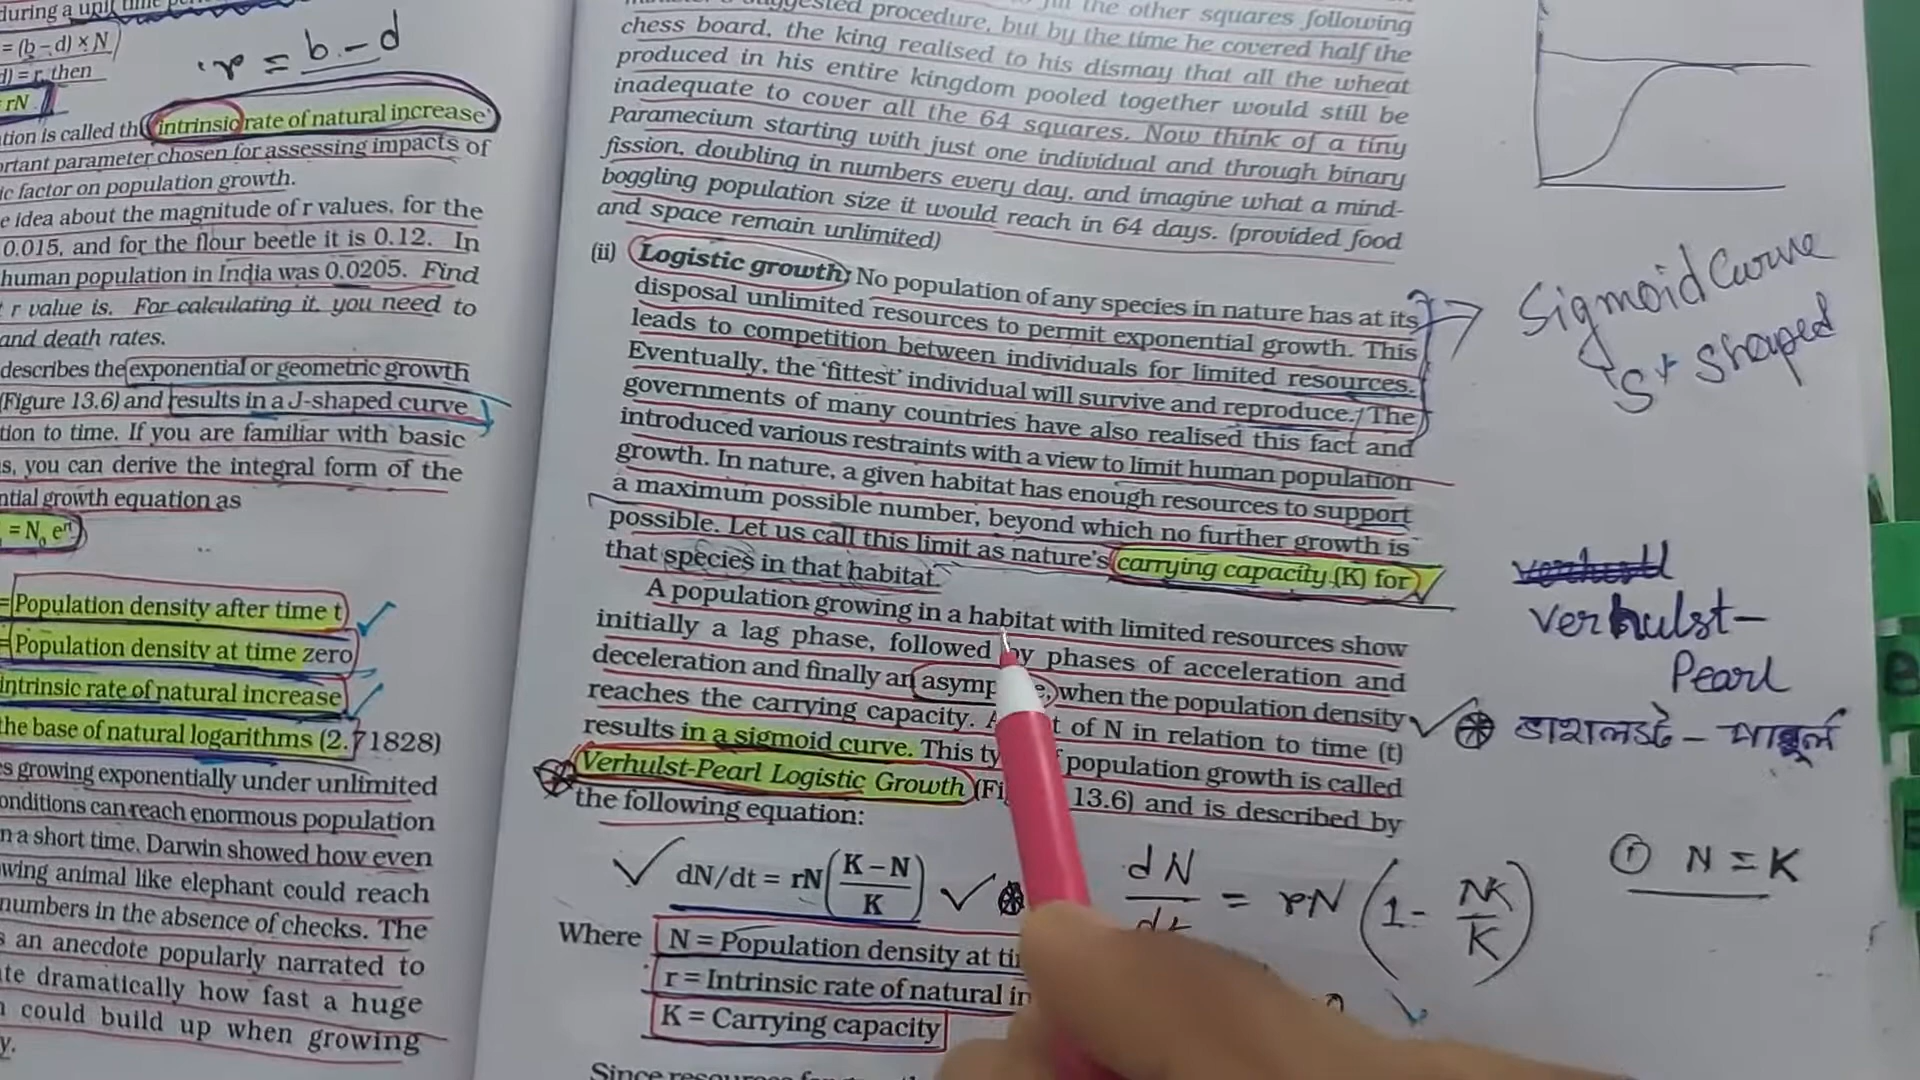 during a unit time
= (b – d) × N
r = b - d
d) = r, then
rN
tion is called the intrinsic rate of natural increase'
ortant parameter chosen for assessing impacts of
ic factor on population growth.
e idea about the magnitude of r values, for the
0.015, and for the flour beetle it is 0.12. In
human population in India was 0.0205. Find
r value is. For calculating it, you need to
and death rates.
describes the exponential or geometric growth
(Figure 13.6) and results in a J-shaped curve
tion to time. If you are familiar with basic
s, you can derive the integral form of the
ntial growth equation as
= N₀ eʳᵗ
= Population density after time t
= Population density at time zero
intrinsic rate of natural increase
the base of natural logarithms (2.71828)
es growing exponentially under unlimited
onditions can reach enormous population
n a short time. Darwin showed how even
wing animal like elephant could reach
numbers in the absence of checks. The
s an anecdote popularly narrated to
te dramatically how fast a huge
could build up when growing
y.
the other squares following
suggested procedure, but by the time he covered half the
chess board, the king realised to his dismay that all the wheat
produced in his entire kingdom pooled together would still be
inadequate to cover all the 64 squares. Now think of a tiny
Paramecium starting with just one individual and through binary
fission, doubling in numbers every day, and imagine what a mind-
boggling population size it would reach in 64 days. (provided food
and space remain unlimited)
(ii) Logistic growth: No population of any species in nature has at its
disposal unlimited resources to permit exponential growth. This
leads to competition between individuals for limited resources.
Eventually, the 'fittest' individual will survive and reproduce. The
governments of many countries have also realised this fact and
introduced various restraints with a view to limit human population
growth. In nature, a given habitat has enough resources to support
a maximum possible number, beyond which no further growth is
possible. Let us call this limit as nature's carrying capacity (K) for
that species in that habitat.
A population growing in a habitat with limited resources show
initially a lag phase, followed by phases of acceleration and
deceleration and finally an asymp e, when the population density
reaches the carrying capacity. A t of N in relation to time (t)
results in a sigmoid curve. This ty population growth is called
Verhulst-Pearl Logistic Growth (Fi 13.6) and is described by
the following equation:
dN/dt = rN (K – N / K)
dN/dt = rN (1 - N/K)
Where N = Population density at ti
r = Intrinsic rate of natural in
K = Carrying capacity
Sigmoid Curve
S* shaped
Verhulst-
Pearl
① N = K